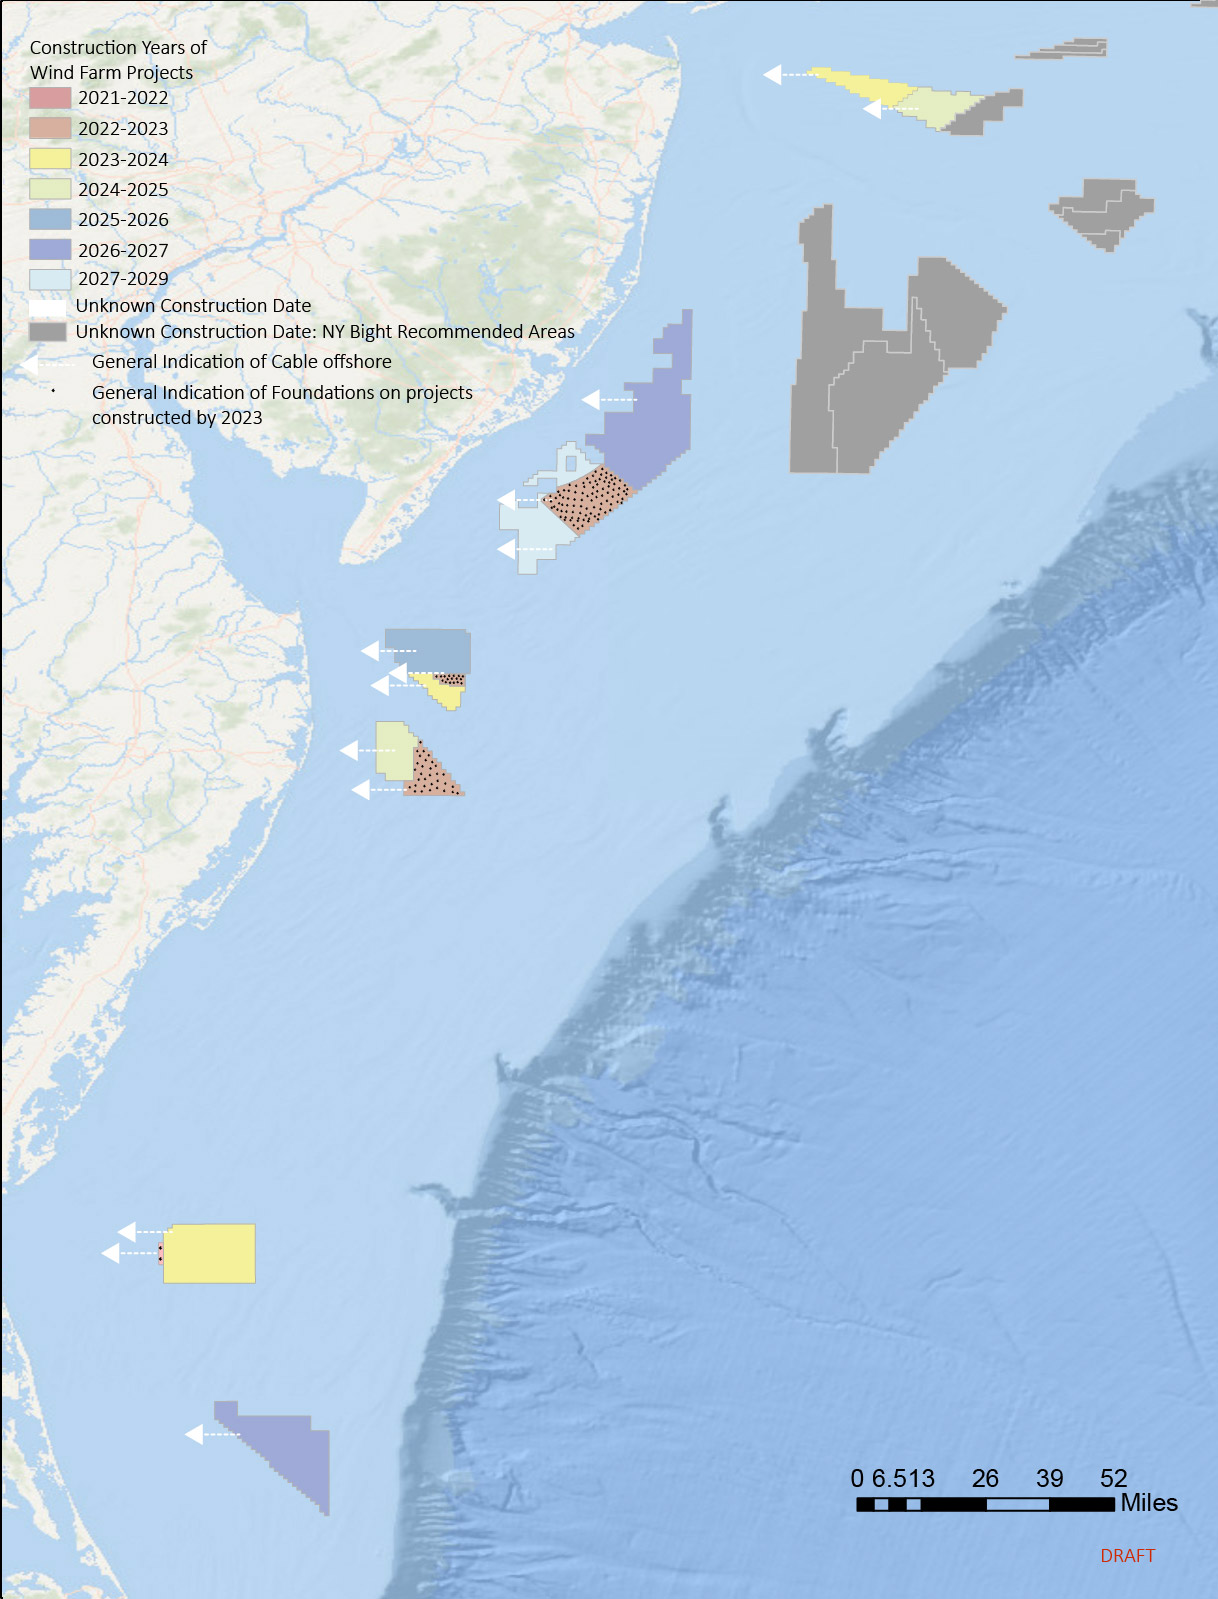 Construction Years of
Wind Farm Projects
2021-2022
2022-2023
2023-2024
2024-2025
2025-2026
2026-2027
2027-2029
Unknown Construction Date
Unknown Construction Date: NY Bight Recommended Areas
General Indication of Cable offshore
General Indication of Foundations on projects
constructed by 2023
0 6.513 26 39 52
Miles
DRAFT